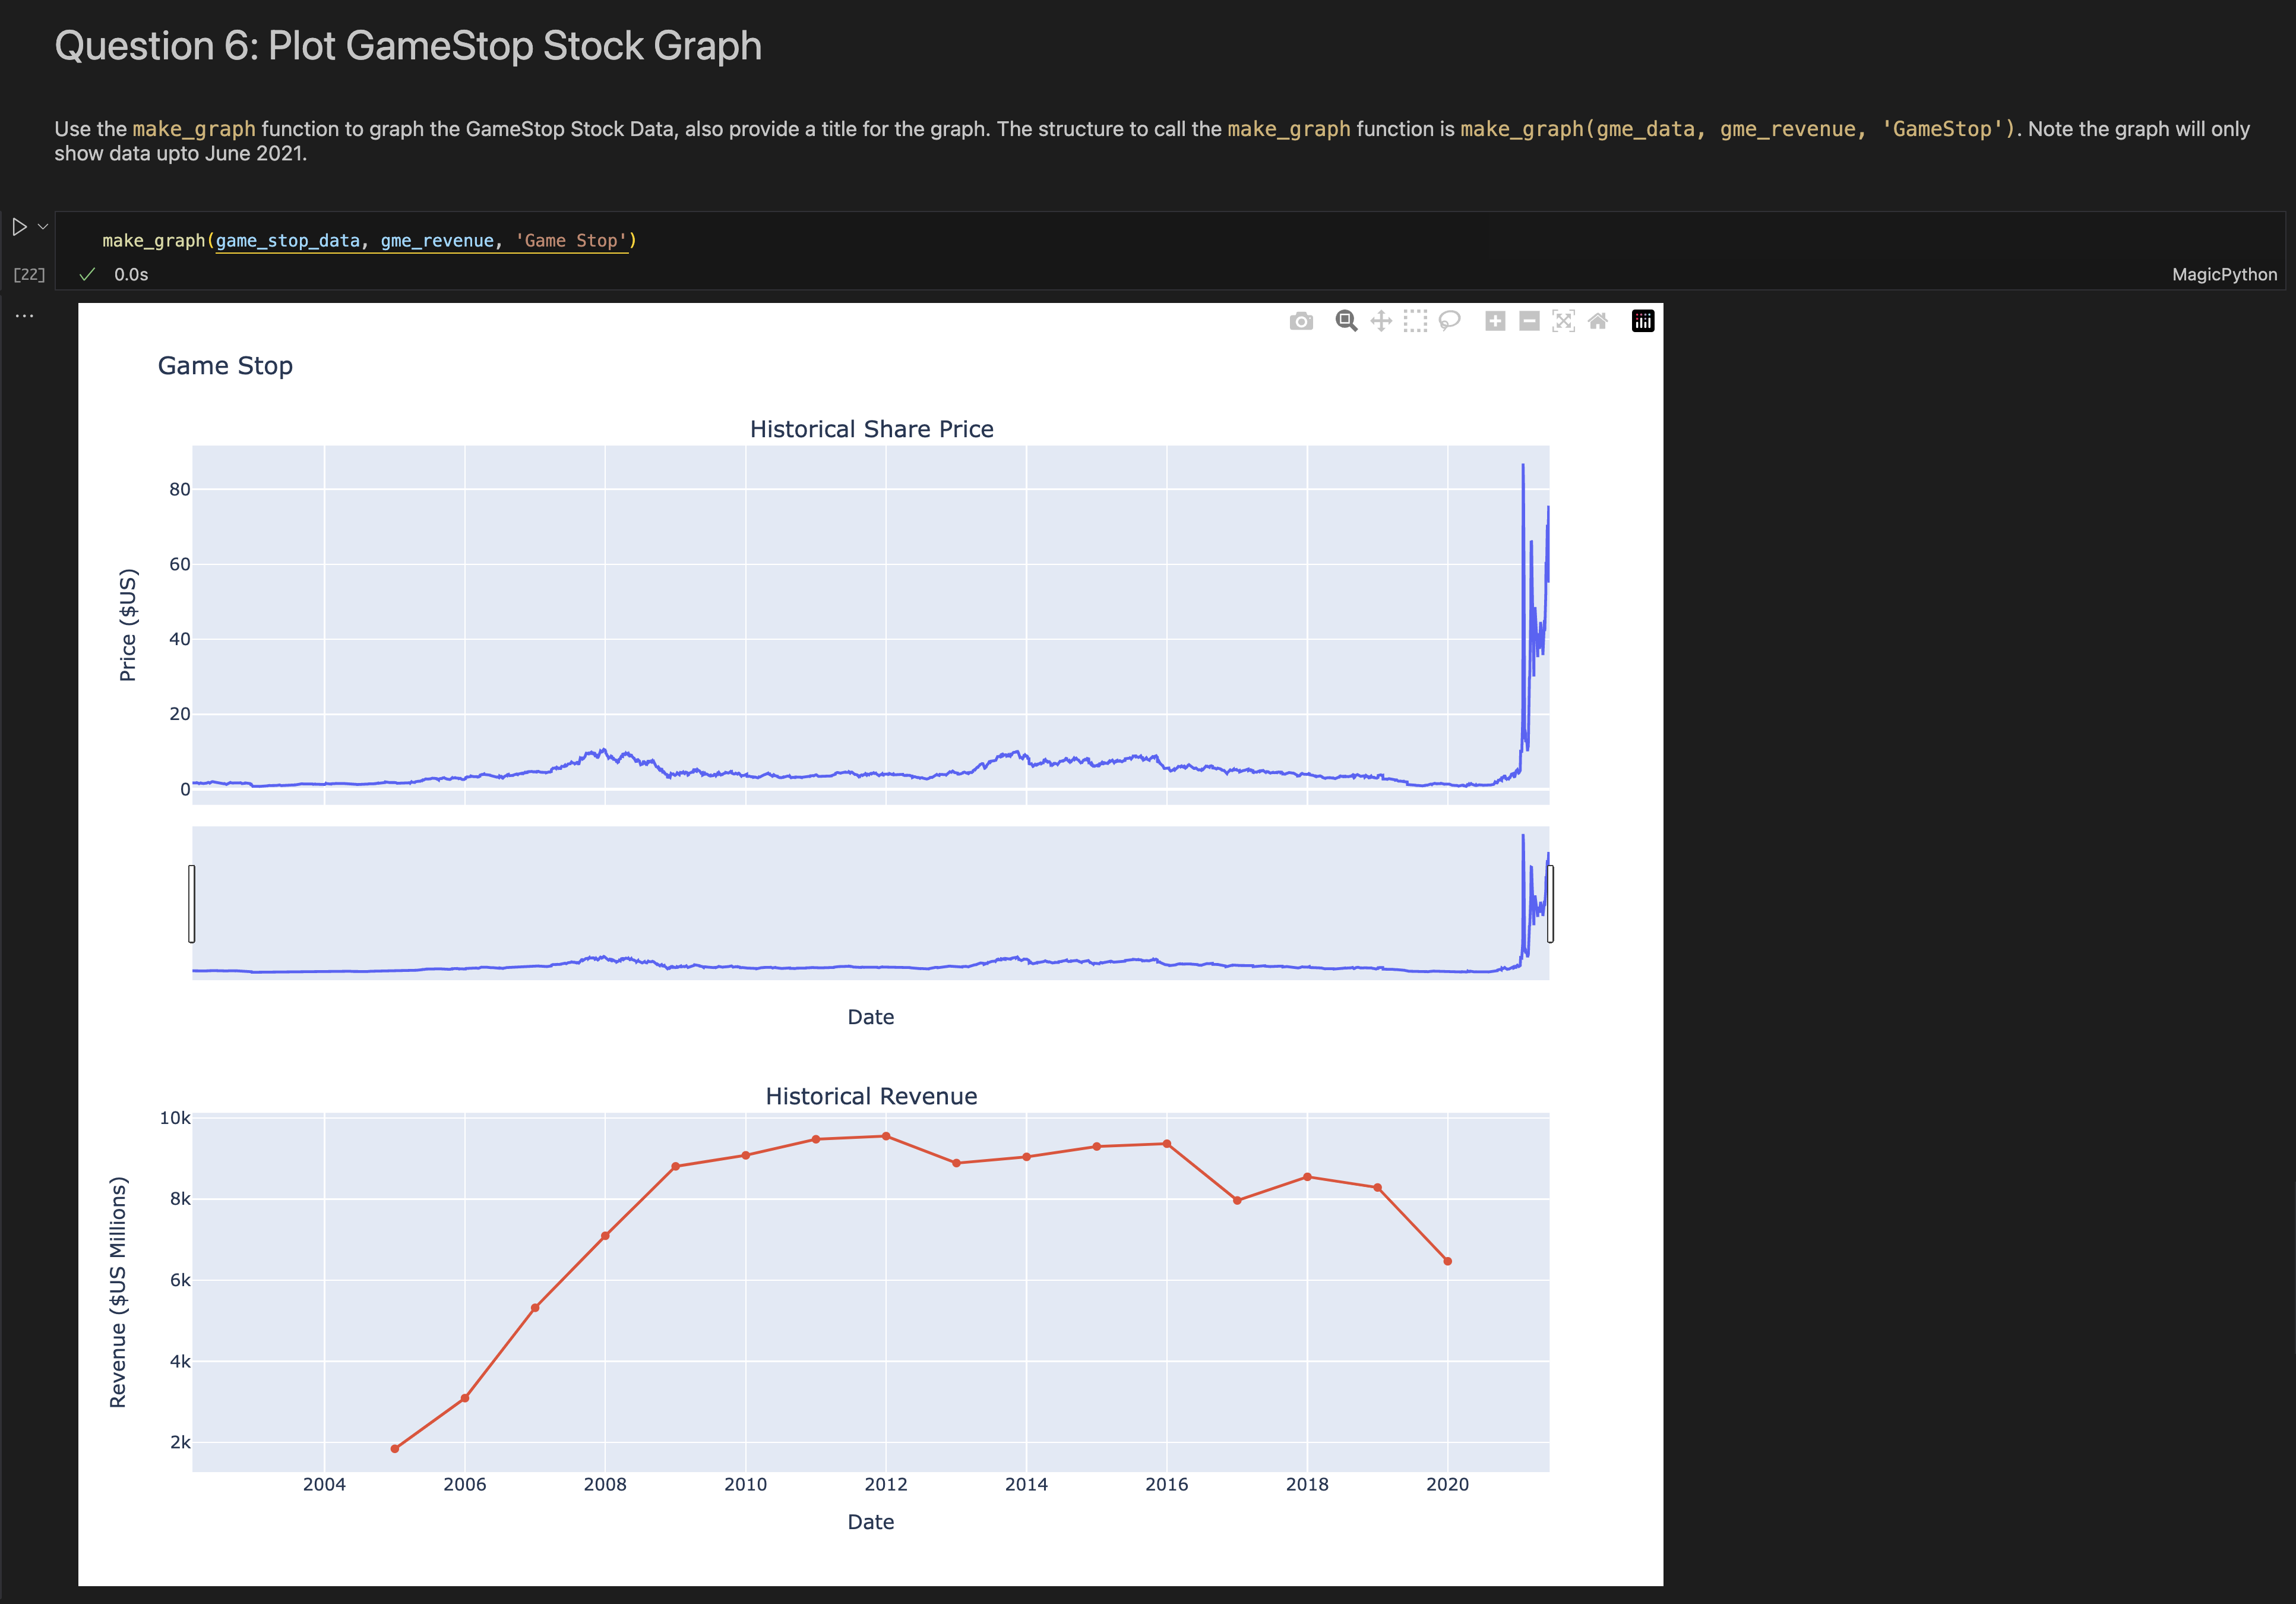 Question 6: Plot GameStop Stock Graph
Use the make_graph function to graph the GameStop Stock Data, also provide a title for the graph. The structure to call the make_graph function is make_graph(gme_data, gme_revenue, 'GameStop'). Note the graph will only
show data upto June 2021.
make_graph(game_stop_data, gme_revenue, 'Game Stop')
[22]
0.0s
MagicPython
Game Stop
Historical Share Price
Price ($US)
80
60
40
20
0
Date
Historical Revenue
Revenue ($US Millions)
10k
8k
6k
4k
2k
2004 2006 2008 2010 2012 2014 2016 2018 2020
Date